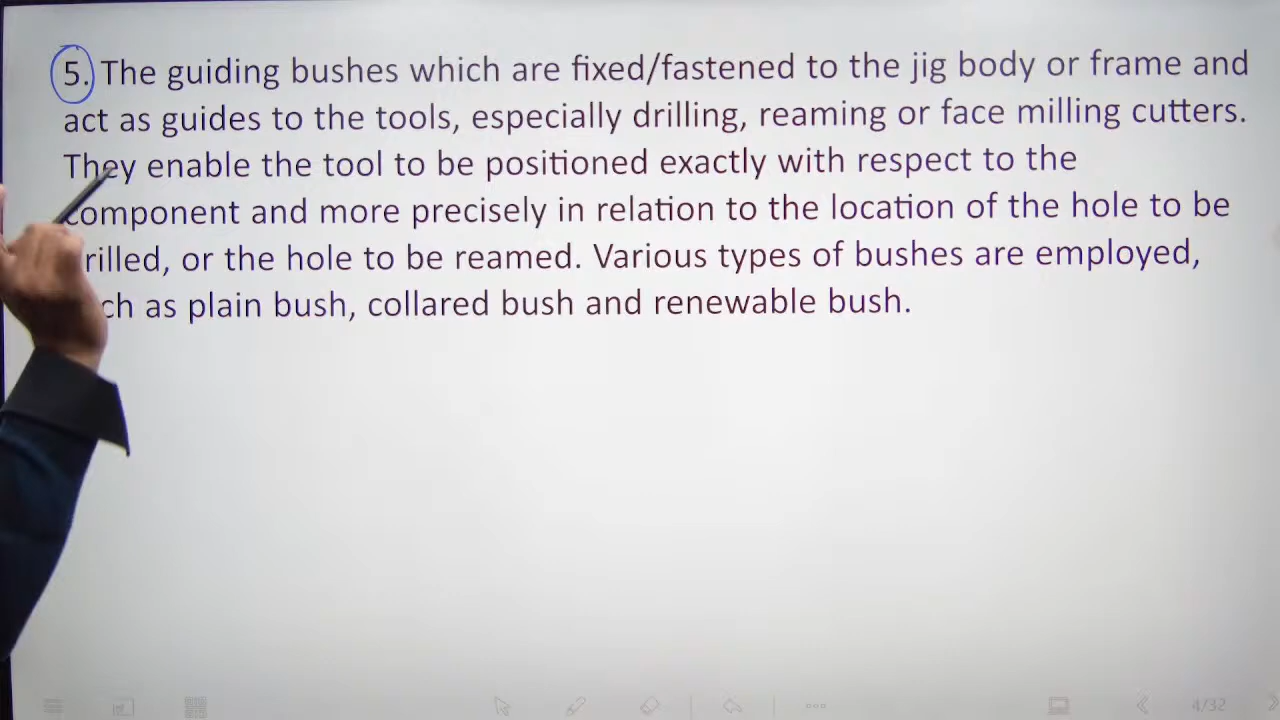 5. The guiding bushes which are fixed/fastened to the jig body or frame and
act as guides to the tools, especially drilling, reaming or face milling cutters.
They enable the tool to be positioned exactly with respect to the
component and more precisely in relation to the location of the hole to be
rilled, or the hole to be reamed. Various types of bushes are employed,
ch as plain bush, collared bush and renewable bush.
4/32